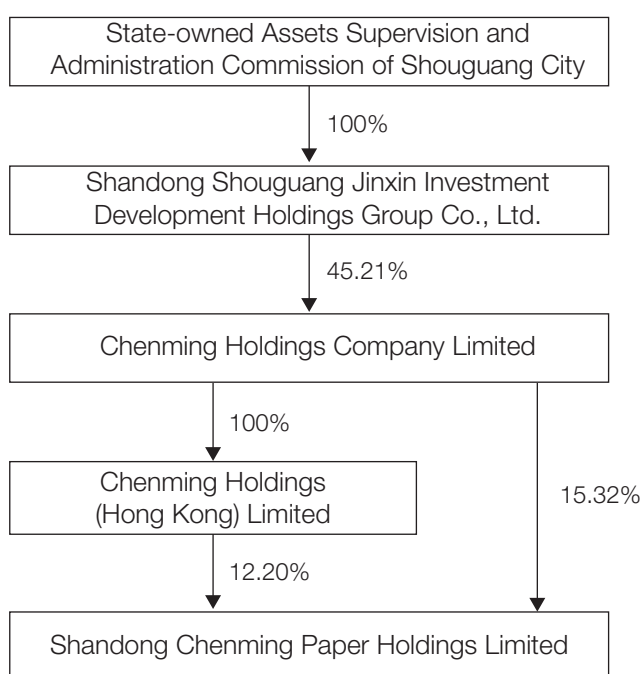 State-owned Assets Supervision and
Administration Commission of Shouguang City
100%
Shandong Shouguang Jinxin Investment
Development Holdings Group Co., Ltd.
45.21%
Chenming Holdings Company Limited
100%
Chenming Holdings
(Hong Kong) Limited
15.32%
12.20%
Shandong Chenming Paper Holdings Limited